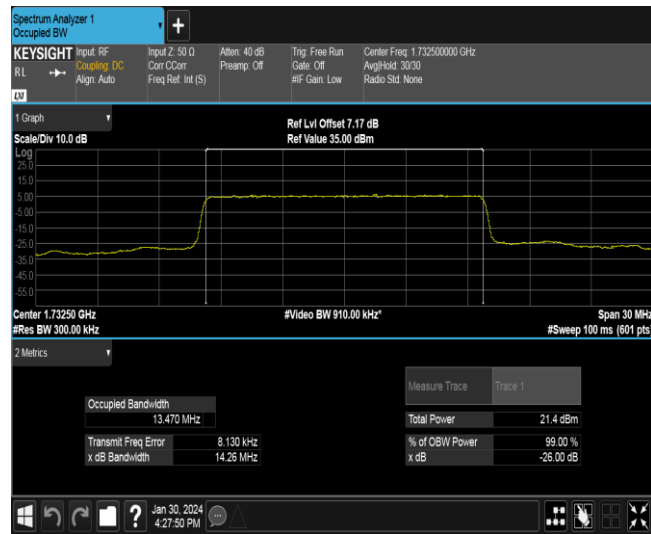 Spectrum Analyzer 1
Occupied BW
+
KEYSIGHT
RL
LXI
Input: RF
Coupling: DC
Align: Auto
Input Z: 50 Ω
Corr CCorr
Freq Ref: Int (S)
Atten: 40 dB
Preamp: Off
Trig: Free Run
Gate: Off
#IF Gain: Low
Center Freq: 1.732500000 GHz
Avg|Hold: 30/30
Radio Std: None
1 Graph
Scale/Div 10.0 dB
Ref Lvl Offset 7.17 dB
Ref Value 35.00 dBm
Log
25.0
15.0
5.00
-5.00
-15.0
-25.0
-35.0
-45.0
-55.0
Center 1.73250 GHz
#Res BW 300.00 kHz
#Video BW 910.00 kHz*
Span 30 MHz
#Sweep 100 ms (601 pts)
2 Metrics
Measure Trace Trace 1
Occupied Bandwidth
13.470 MHz
Total Power 21.4 dBm
Transmit Freq Error 8.130 kHz
% of OBW Power 99.00 %
x dB Bandwidth 14.26 MHz
x dB -26.00 dB
?
Jan 30, 2024
4:27:50 PM